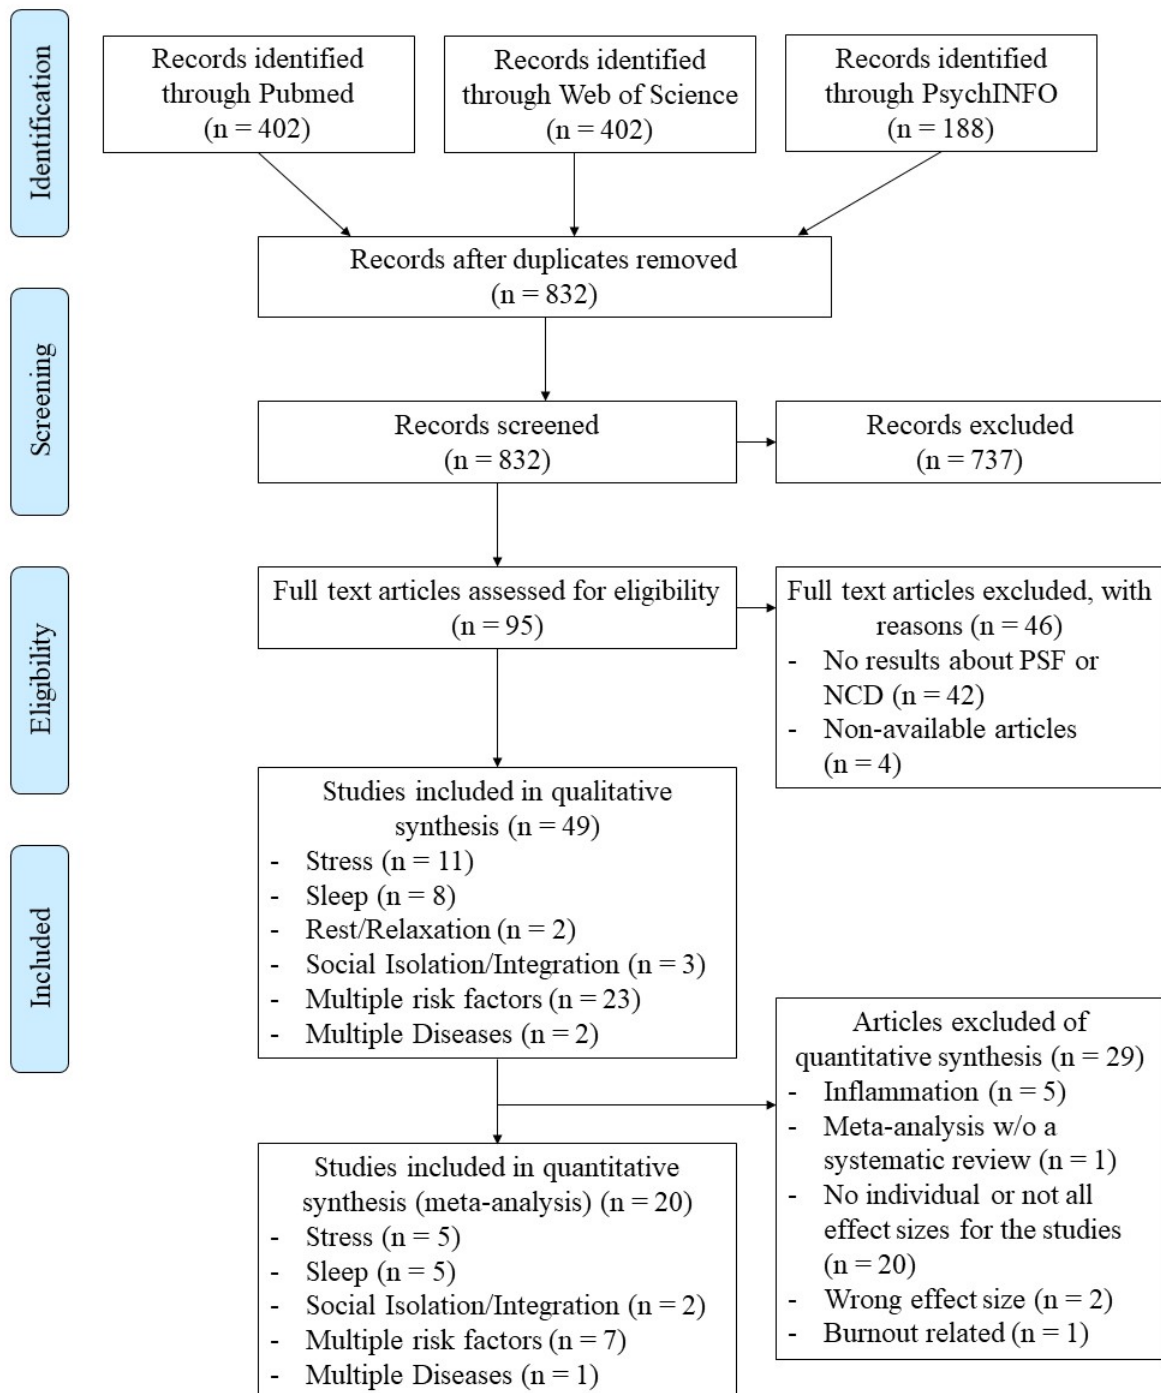 Identification
Records identified
through Pubmed
(n = 402)
Records identified
through Web of Science
(n = 402)
Records identified
through PsychINFO
(n = 188)
Records after duplicates removed
(n = 832)
Screening
Records screened
(n = 832)
Records excluded
(n = 737)
Eligibility
Full text articles assessed for eligibility
(n = 95)
Full text articles excluded, with
reasons (n = 46)
- No results about PSF or
NCD (n = 42)
- Non-available articles
(n = 4)
Included
Studies included in qualitative
synthesis (n = 49)
- Stress (n = 11)
- Sleep (n = 8)
- Rest/Relaxation (n = 2)
- Social Isolation/Integration (n = 3)
- Multiple risk factors (n = 23)
- Multiple Diseases (n = 2)
Articles excluded of
quantitative synthesis (n = 29)
- Inflammation (n = 5)
- Meta-analysis w/o a
systematic review (n = 1)
- No individual or not all
effect sizes for the studies
(n = 20)
- Wrong effect size (n = 2)
- Burnout related (n = 1)
Studies included in quantitative
synthesis (meta-analysis) (n = 20)
- Stress (n = 5)
- Sleep (n = 5)
- Social Isolation/Integration (n = 2)
- Multiple risk factors (n = 7)
- Multiple Diseases (n = 1)